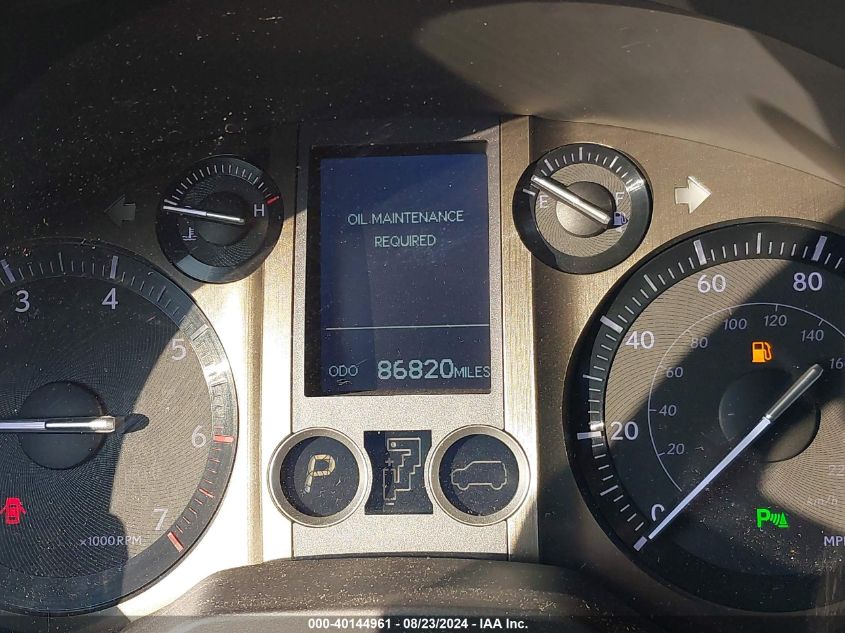 OIL MAINTENANCE
REQUIRED
ODO 86820 MILES
H
E F
3 4 5 6 7
x1000 RPM
P
+
-
0 20 40 60 80
20 40 60 80 100 120 140
km/h
MPH
P
000-40144961 - 08/23/2024 - IAA Inc.